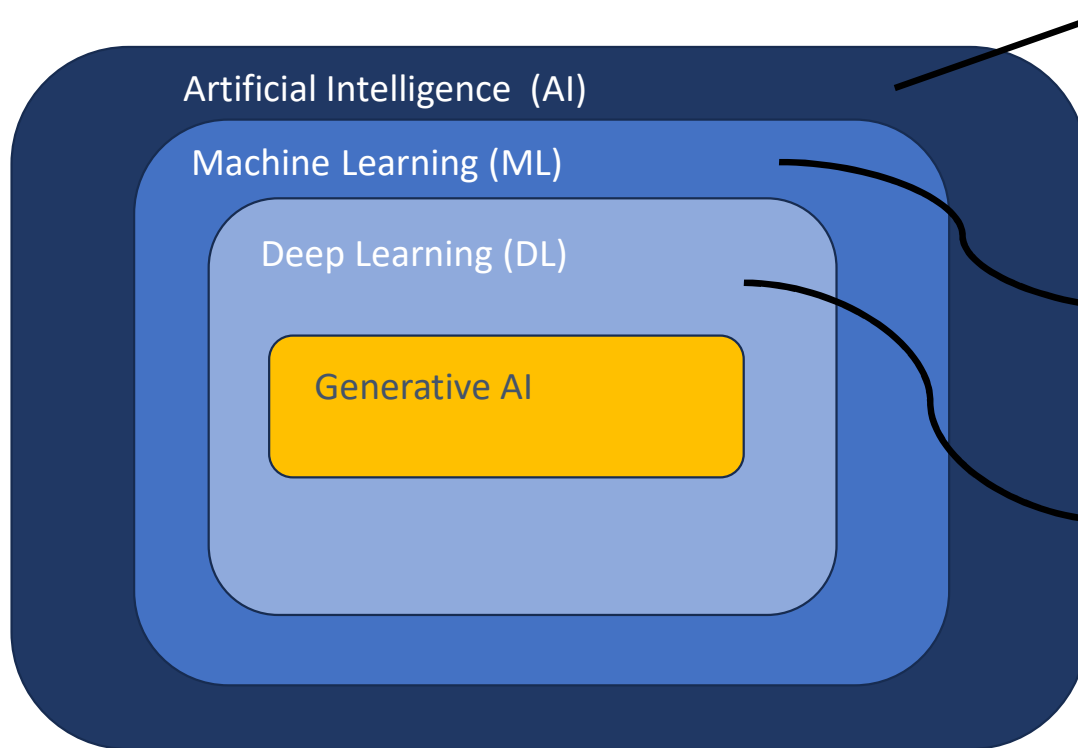 Artificial Intelligence  (AI)
Machine Learning (ML)
Deep Learning (DL)
Generative AI